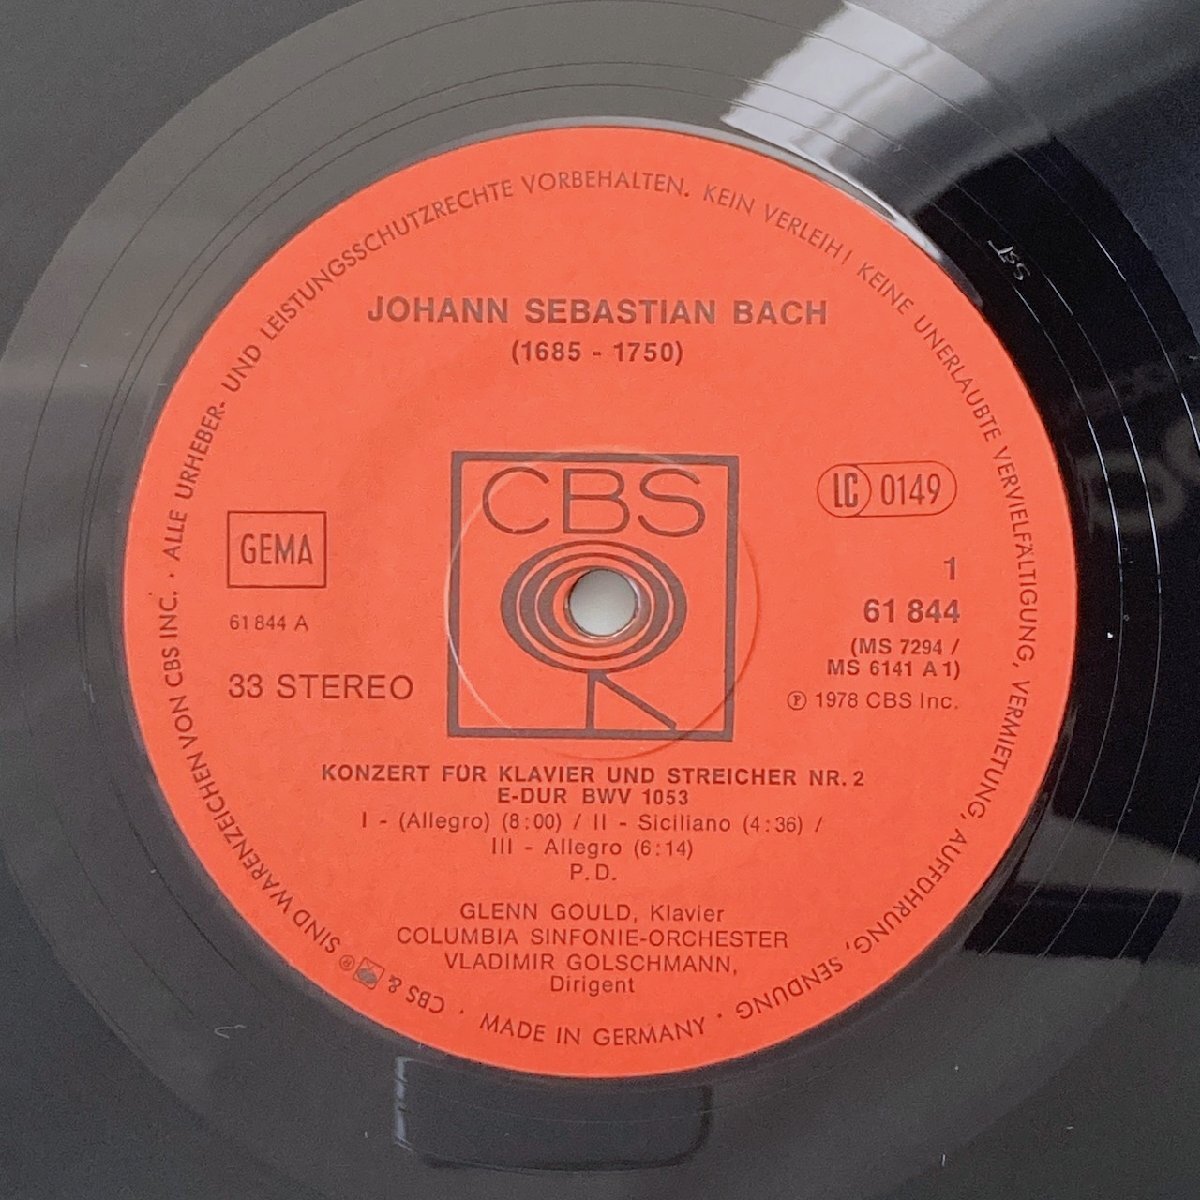 ALLE URHEBER- UND LEISTUNGSSCHUTZRECHTE VORBEHALTEN. KEIN VERLEIH! KEINE UNERLAUBTE VERVIELFÄLTIGUNG, VERMIETUNG, AUFFÜHRUNG, SENDUNG ·
JOHANN SEBASTIAN BACH
(1685 - 1750)
CBS
LC 0149
GEMA
1
61 844 A
61 844
(MS 7294 /
MS 6141 A 1)
33 STEREO
℗ 1978 CBS Inc.
KONZERT FÜR KLAVIER UND STREICHER NR. 2
E-DUR BWV 1053
I - (Allegro) (8:00) / II - Siciliano (4:36) /
III - Allegro (6:14)
P.D.
GLENN GOULD, Klavier
COLUMBIA SINFONIE-ORCHESTER
VLADIMIR GOLSCHMANN,
Dirigent
MADE IN GERMANY ·
CBS & ® SIND WARENZEICHEN VON CBS INC. ·